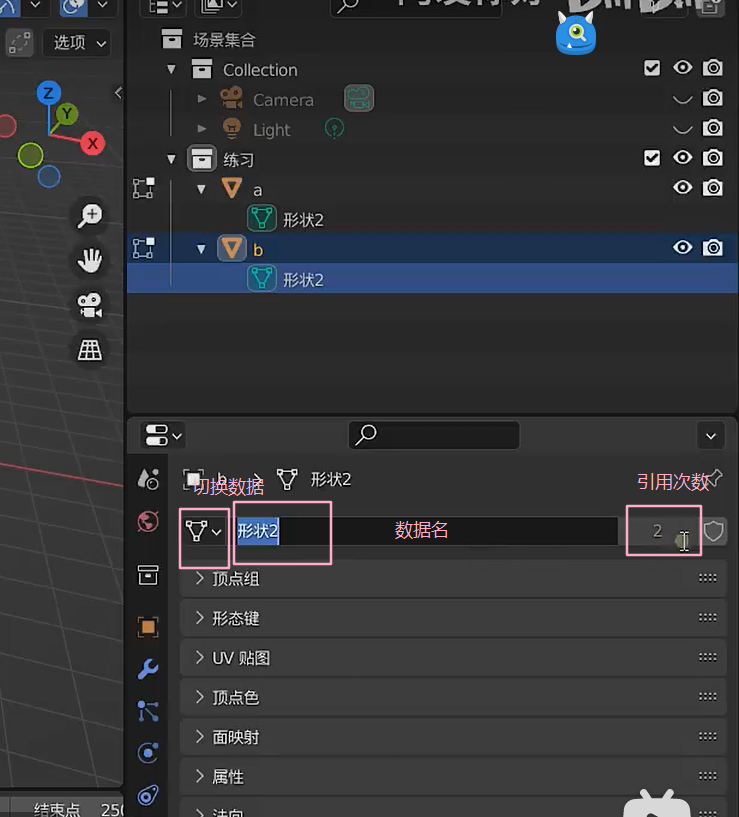 选项
场景集合
Collection
Camera
Light
练习
a
形状2
b
形状2
Z
Y
X
b
形状2
切换数据
引用次数
形状2
数据名
2
顶点组
形态键
UV 贴图
顶点色
面映射
属性
法向
结束点 250